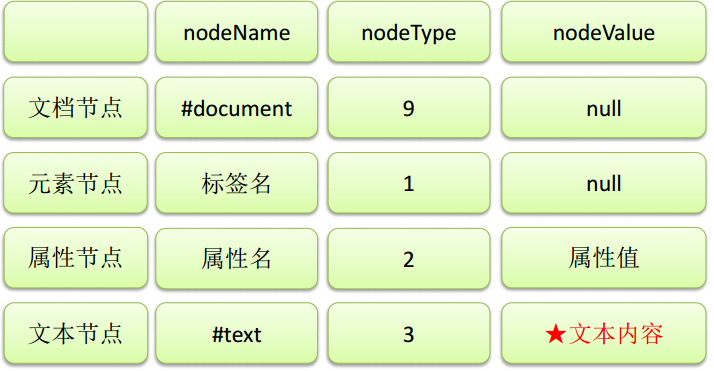 nodeName nodeType nodeValue
文档节点 #document 9 null
元素节点 标签名 1 null
属性节点 属性名 2 属性值
文本节点 #text 3 ★文本内容